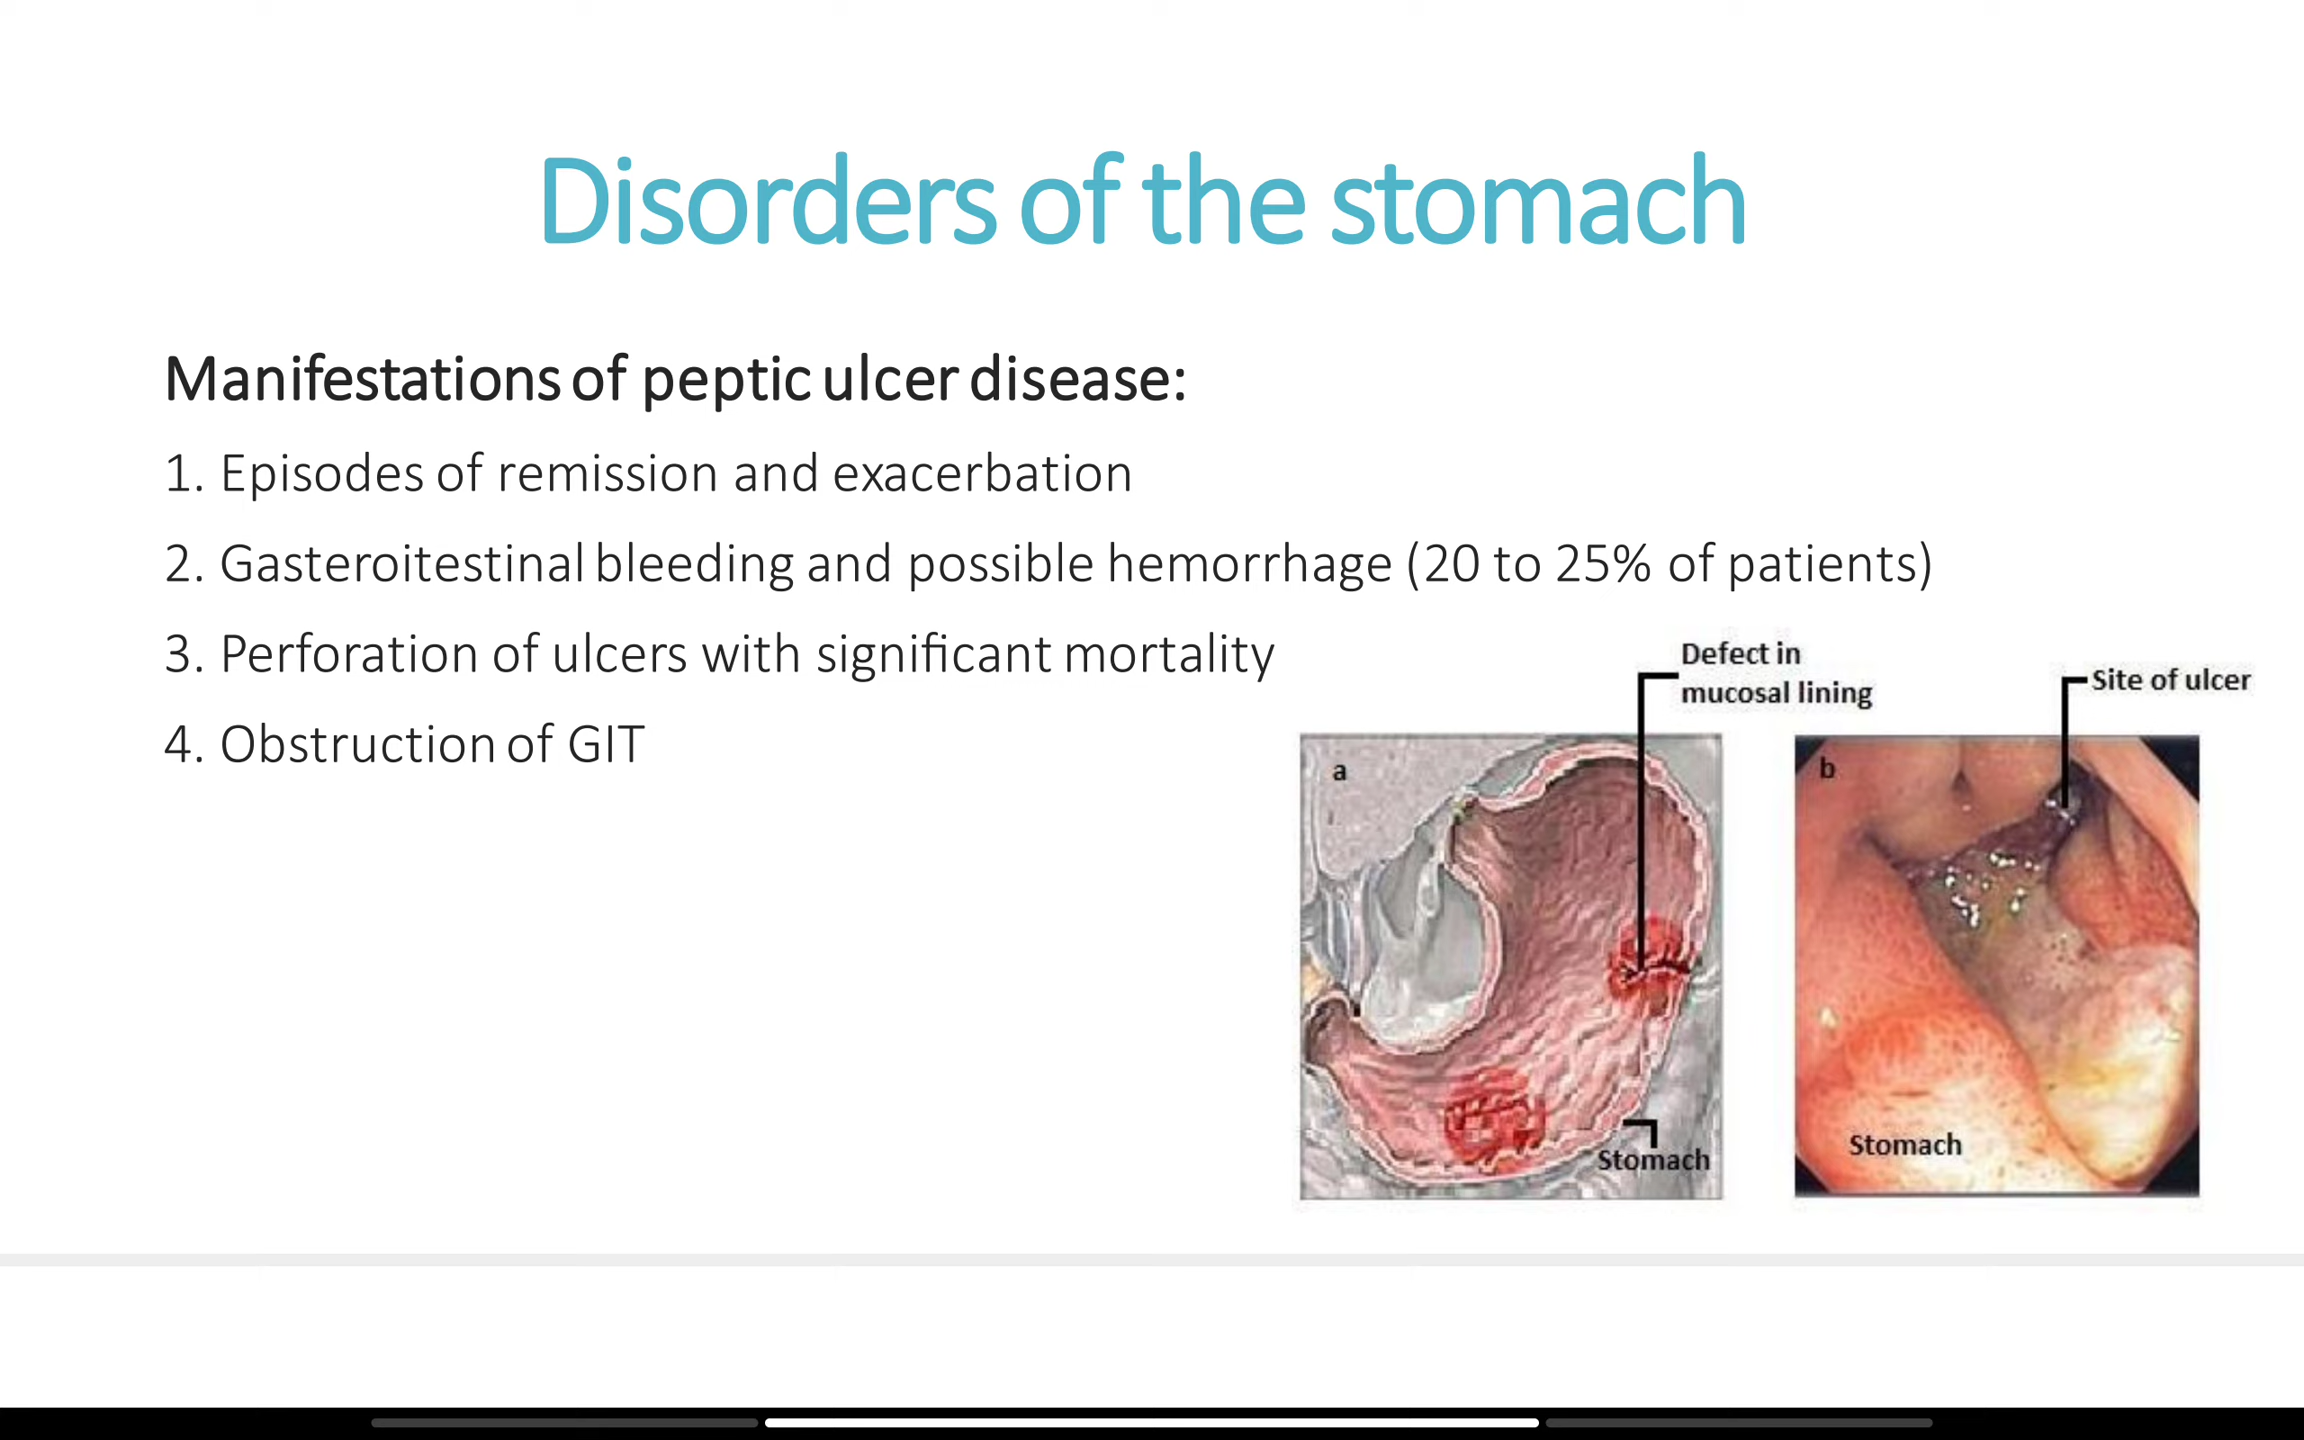 Disorders of the stomach
Manifestations of peptic ulcer disease:
1. Episodes of remission and exacerbation
2. Gasteroitestinal bleeding and possible hemorrhage (20 to 25% of patients)
3. Perforation of ulcers with significant mortality
4. Obstruction of GIT
Defect in
mucosal lining
Site of ulcer
a
b
Stomach
Stomach